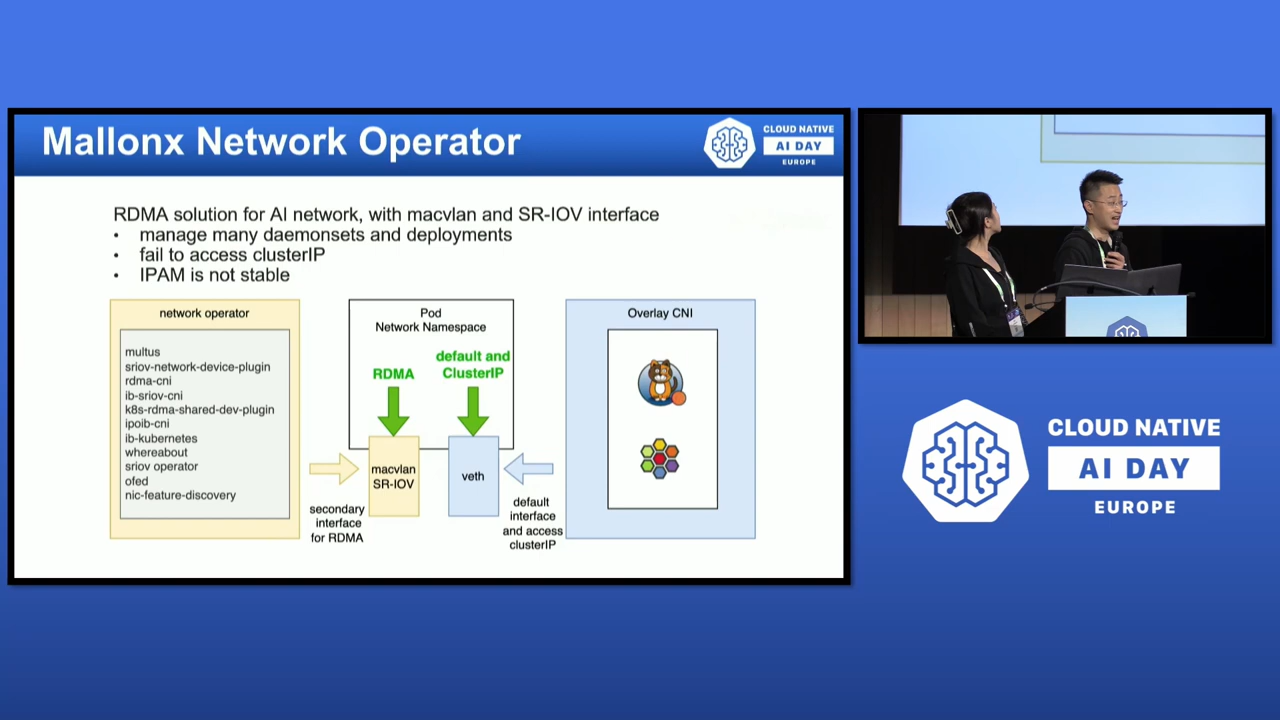 Mallonx Network Operator
CLOUD NATIVE
AI DAY
EUROPE
RDMA solution for AI network, with macvlan and SR-IOV interface
• manage many daemonsets and deployments
• fail to access clusterIP
• IPAM is not stable
network operator
multus
sriov-network-device-plugin
rdma-cni
ib-sriov-cni
k8s-rdma-shared-dev-plugin
ipoib-cni
ib-kubernetes
whereabout
sriov operator
ofed
nic-feature-discovery
secondary
interface
for RDMA
Pod
Network Namespace
RDMA
default and
ClusterIP
macvlan
SR-IOV
veth
default
interface
and access
clusterIP
Overlay CNI
CLOUD NATIVE
AI DAY
EUROPE